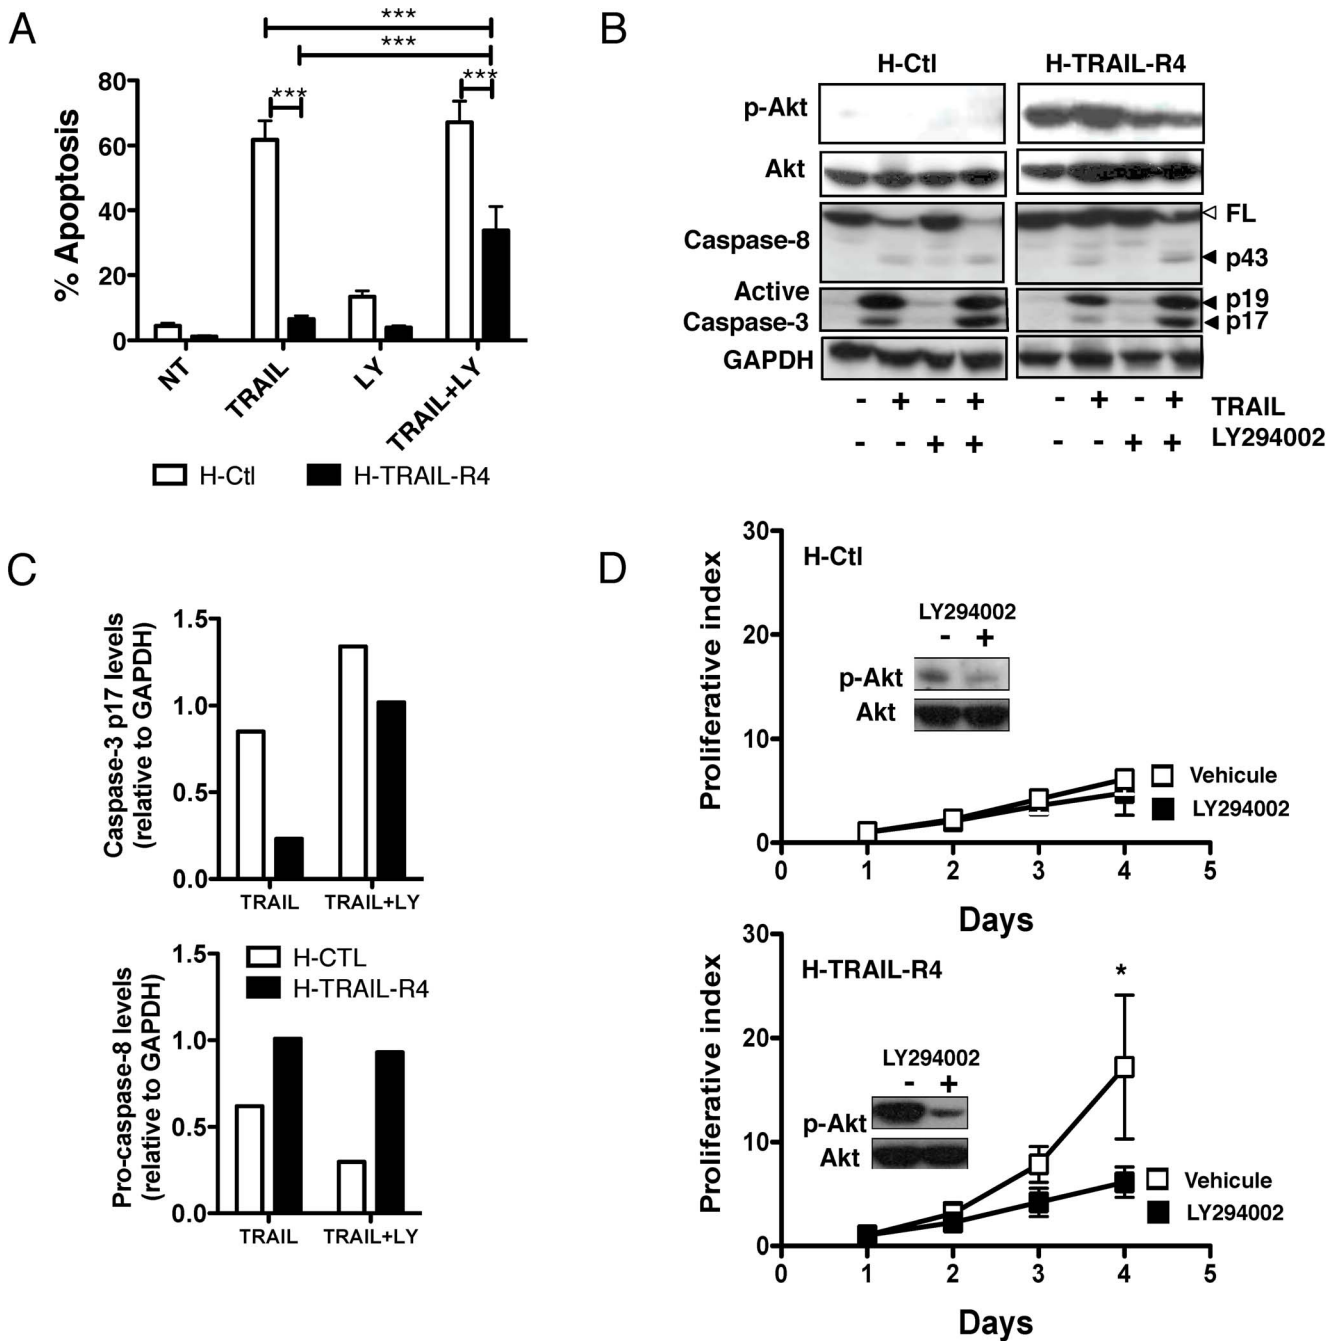 A
***
***
***
***
80
60
40
20
0
% Apoptosis
NT
TRAIL
LY
TRAIL+LY
H-Ctl
H-TRAIL-R4
B
H-Ctl
H-TRAIL-R4
p-Akt
Akt
Caspase-8
FL
p43
Active
Caspase-3
p19
p17
GAPDH
- + - + - + - + TRAIL
- - + + - - + + LY294002
C
Caspase-3 p17 levels
(relative to GAPDH)
1.5
1.0
0.5
0.0
TRAIL
TRAIL+LY
Pro-caspase-8 levels
(relative to GAPDH)
1.5
1.0
0.5
0.0
H-CTL
H-TRAIL-R4
TRAIL
TRAIL+LY
D
Proliferative index
30
20
10
0
H-Ctl
LY294002
- +
p-Akt
Akt
Vehicule
LY294002
0 1 2 3 4 5
Days
Proliferative index
30
20
10
0
H-TRAIL-R4
*
LY294002
- +
p-Akt
Akt
Vehicule
LY294002
0 1 2 3 4 5
Days